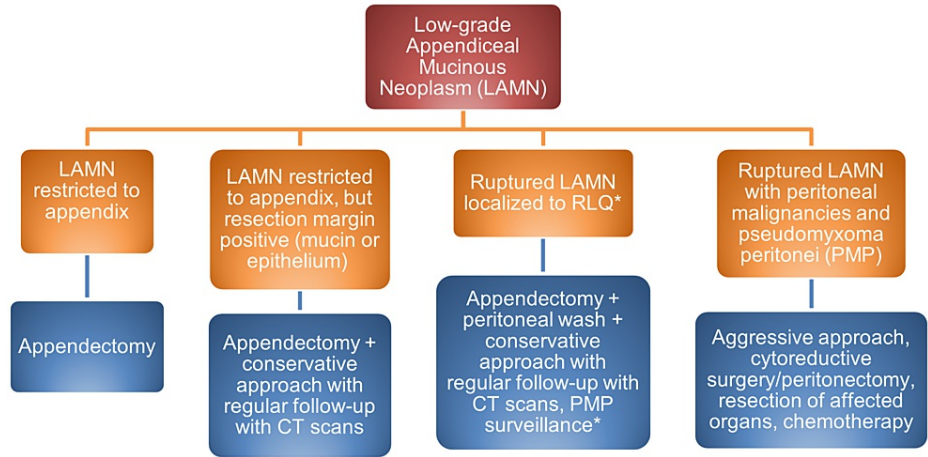 Low-grade
Appendiceal
Mucinous
Neoplasm (LAMN)
LAMN
restricted to
appendix
Appendectomy
LAMN restricted
to appendix, but
resection margin
positive (mucin or
epithelium)
Appendectomy +
conservative
approach with
regular follow-up
with CT scans
Ruptured LAMN
localized to RLQ*
Appendectomy +
peritoneal wash +
conservative
approach with
regular follow-up with
CT scans, PMP
surveillance*
Ruptured LAMN
with peritoneal
malignancies and
pseudomyxoma
peritonei (PMP)
Aggressive approach,
cytoreductive
surgery/peritonectomy,
resection of affected
organs, chemotherapy